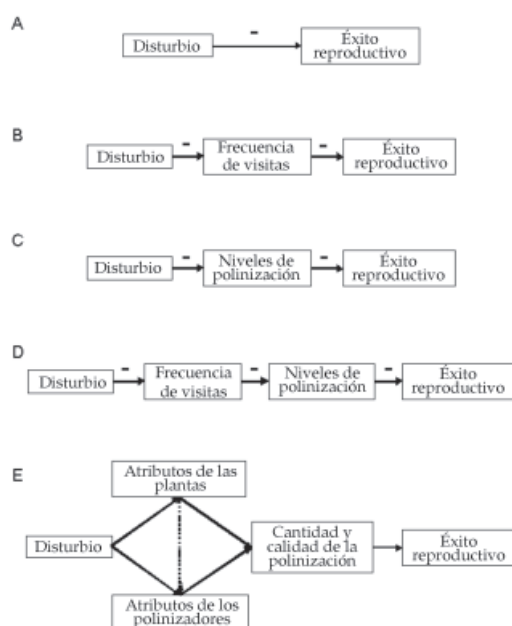 A
Disturbio
-
Éxito
reproductivo
B
Disturbio
-
Frecuencia
de visitas
-
Éxito
reproductivo
C
Disturbio
-
Niveles de
polinización
-
Éxito
reproductivo
D
Disturbio
-
Frecuencia
de visitas
-
Niveles de
polinización
-
Éxito
reproductivo
E
Atributos de las
plantas
Disturbio
Cantidad y
calidad de la
polinización
Éxito
reproductivo
Atributos de los
polinizadores